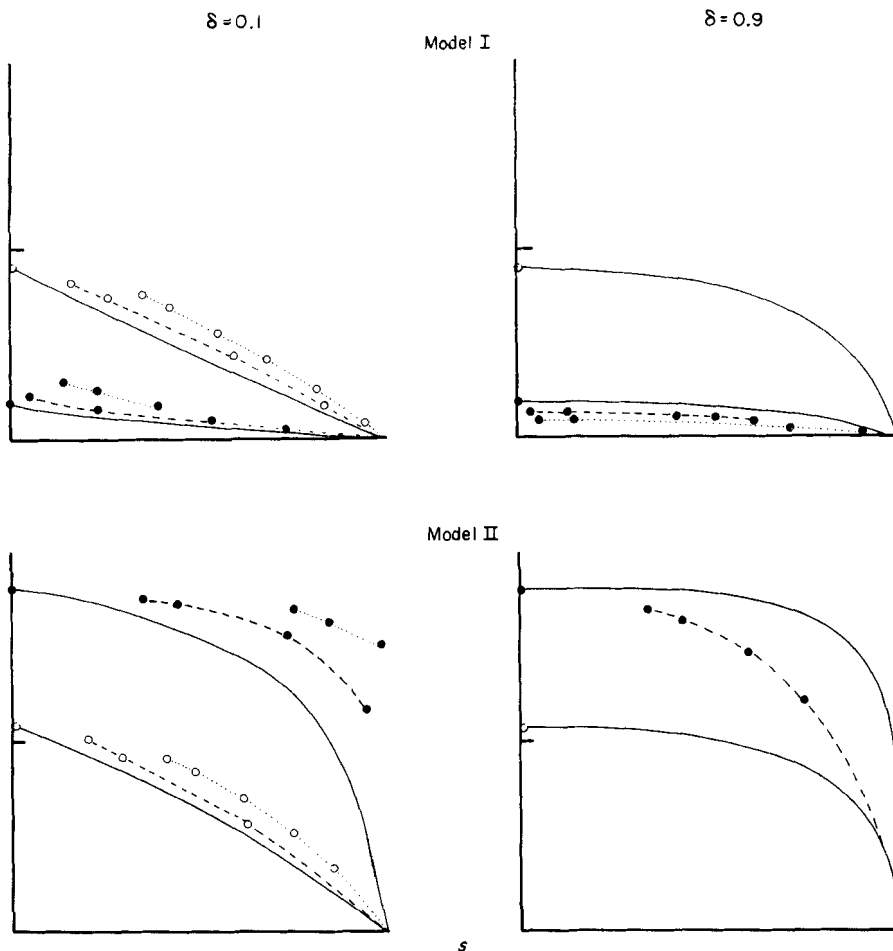 δ = 0.1
δ = 0.9
Model I
Model II
s